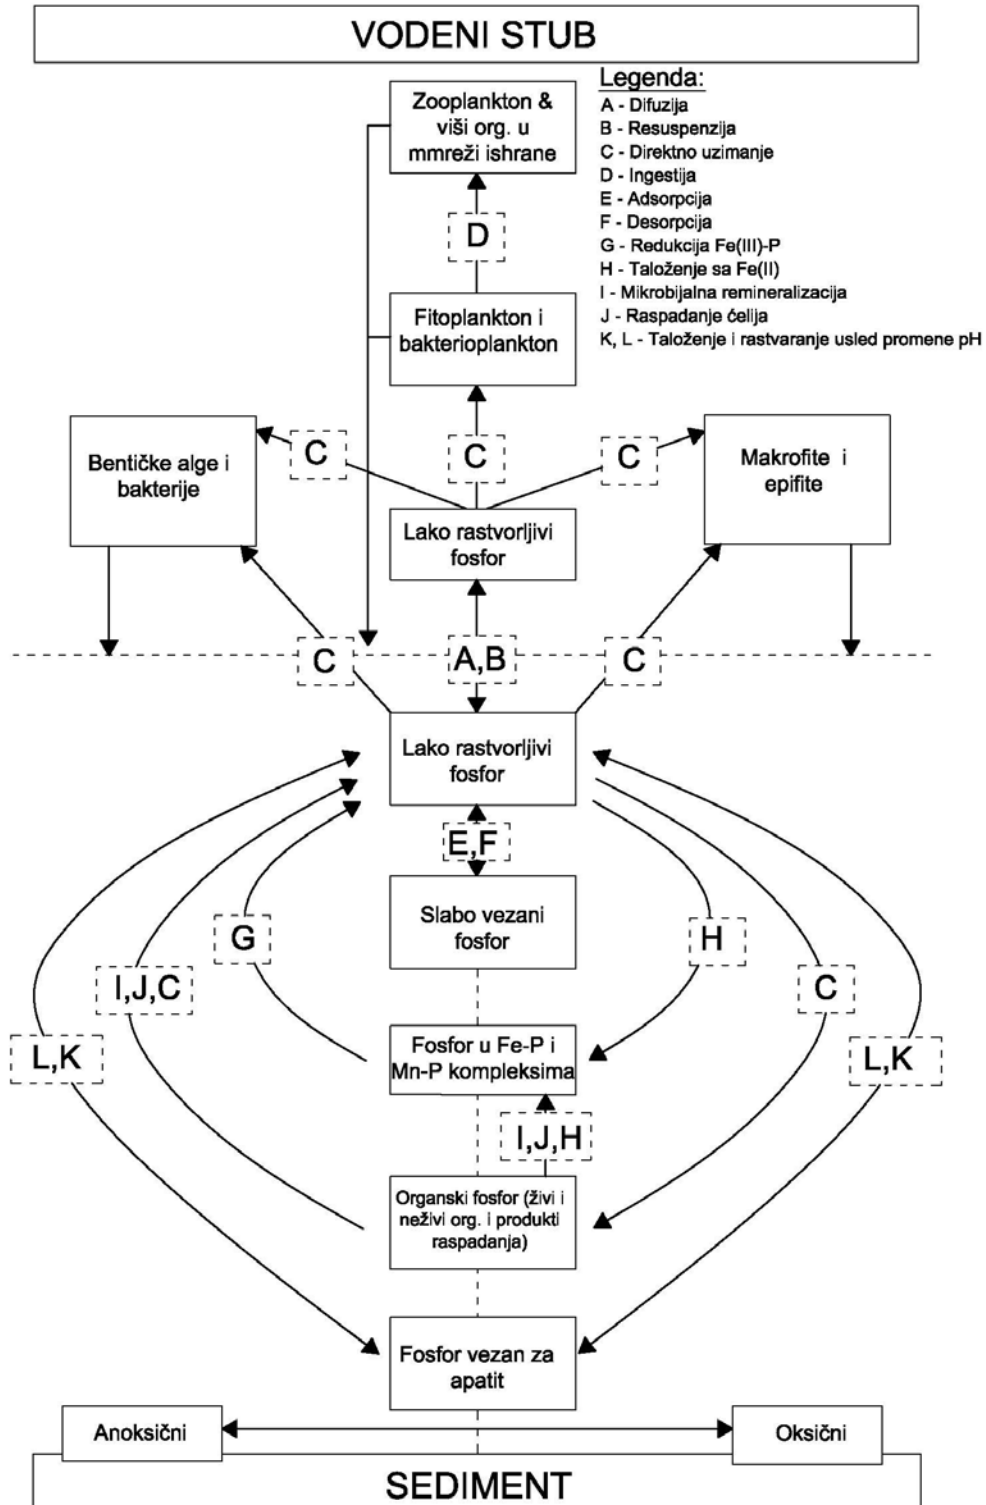 VODENI STUB
Zooplankton &
viši org. u
mmreži ishrane
Legenda:
A - Difuzija
B - Resuspenzija
C - Direktno uzimanje
D - Ingestija
E - Adsorpcija
F - Desorpcija
G - Redukcija Fe(III)-P
H - Taloženje sa Fe(II)
I - Mikrobijalna remineralizacija
J - Raspadanje ćelija
K, L - Taloženje i rastvaranje usled promene pH
D
Fitoplankton i
bakterioplankton
Bentičke alge i
bakterije
C
C
C
Makrofite i
epifite
Lako rastvorljivi
fosfor
C
A,B
C
Lako rastvorljivi
fosfor
E,F
Slabo vezani
fosfor
G
H
I,J,C
C
L,K
Fosfor u Fe-P i
Mn-P kompleksima
L,K
I,J,H
Organski fosfor (živi i
neživi org. i produkti
raspadanja)
Fosfor vezan za
apatit
Anoksični
Oksični
SEDIMENT